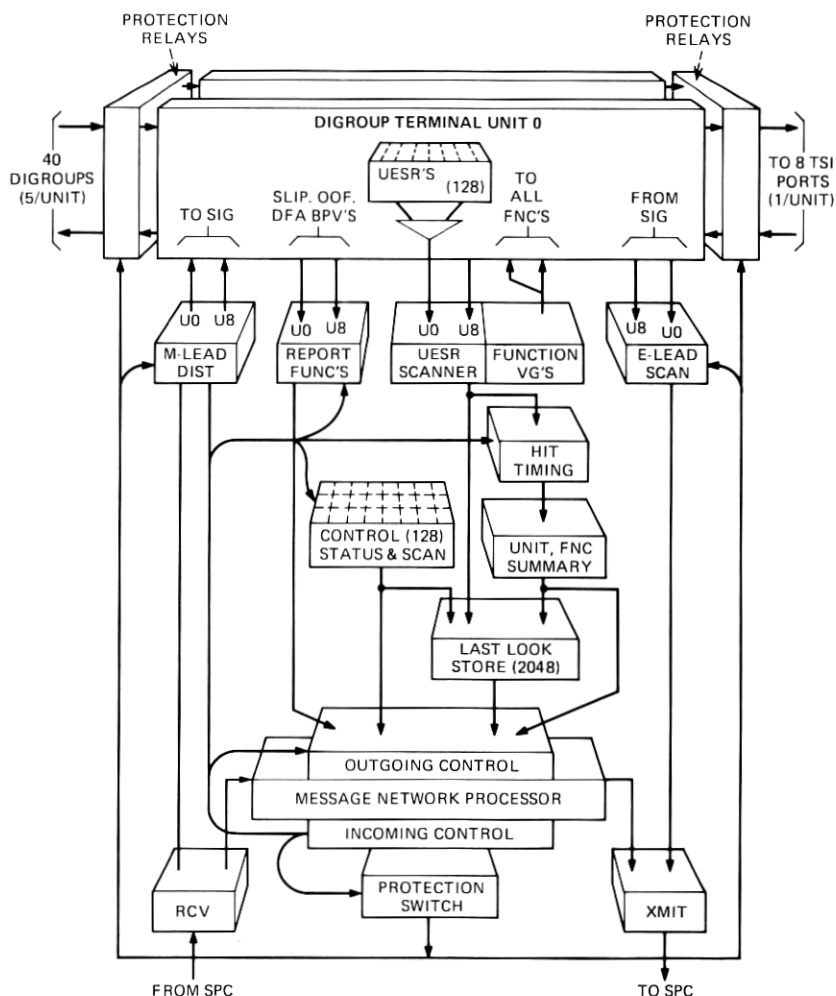 PROTECTION
RELAYS
PROTECTION
RELAYS
DIGROUP TERMINAL UNIT 0
40
DIGROUPS
(5/UNIT)
UESR'S
(128)
TO SIG
SLIP. OOF.
DFA BPV'S
TO
ALL
FNC'S
FROM
SIG
TO 8 TSI
PORTS
(1/UNIT)
U0 U8
M-LEAD
DIST
U0 U8
REPORT
FUNC'S
U0 U8
UESR
SCANNER
FUNCTION
VG'S
U8 U0
E-LEAD
SCAN
HIT
TIMING
CONTROL (128)
STATUS & SCAN
UNIT, FNC
SUMMARY
LAST LOOK
STORE (2048)
OUTGOING CONTROL
MESSAGE NETWORK PROCESSOR
INCOMING CONTROL
RCV
PROTECTION
SWITCH
XMIT
FROM SPC
TO SPC